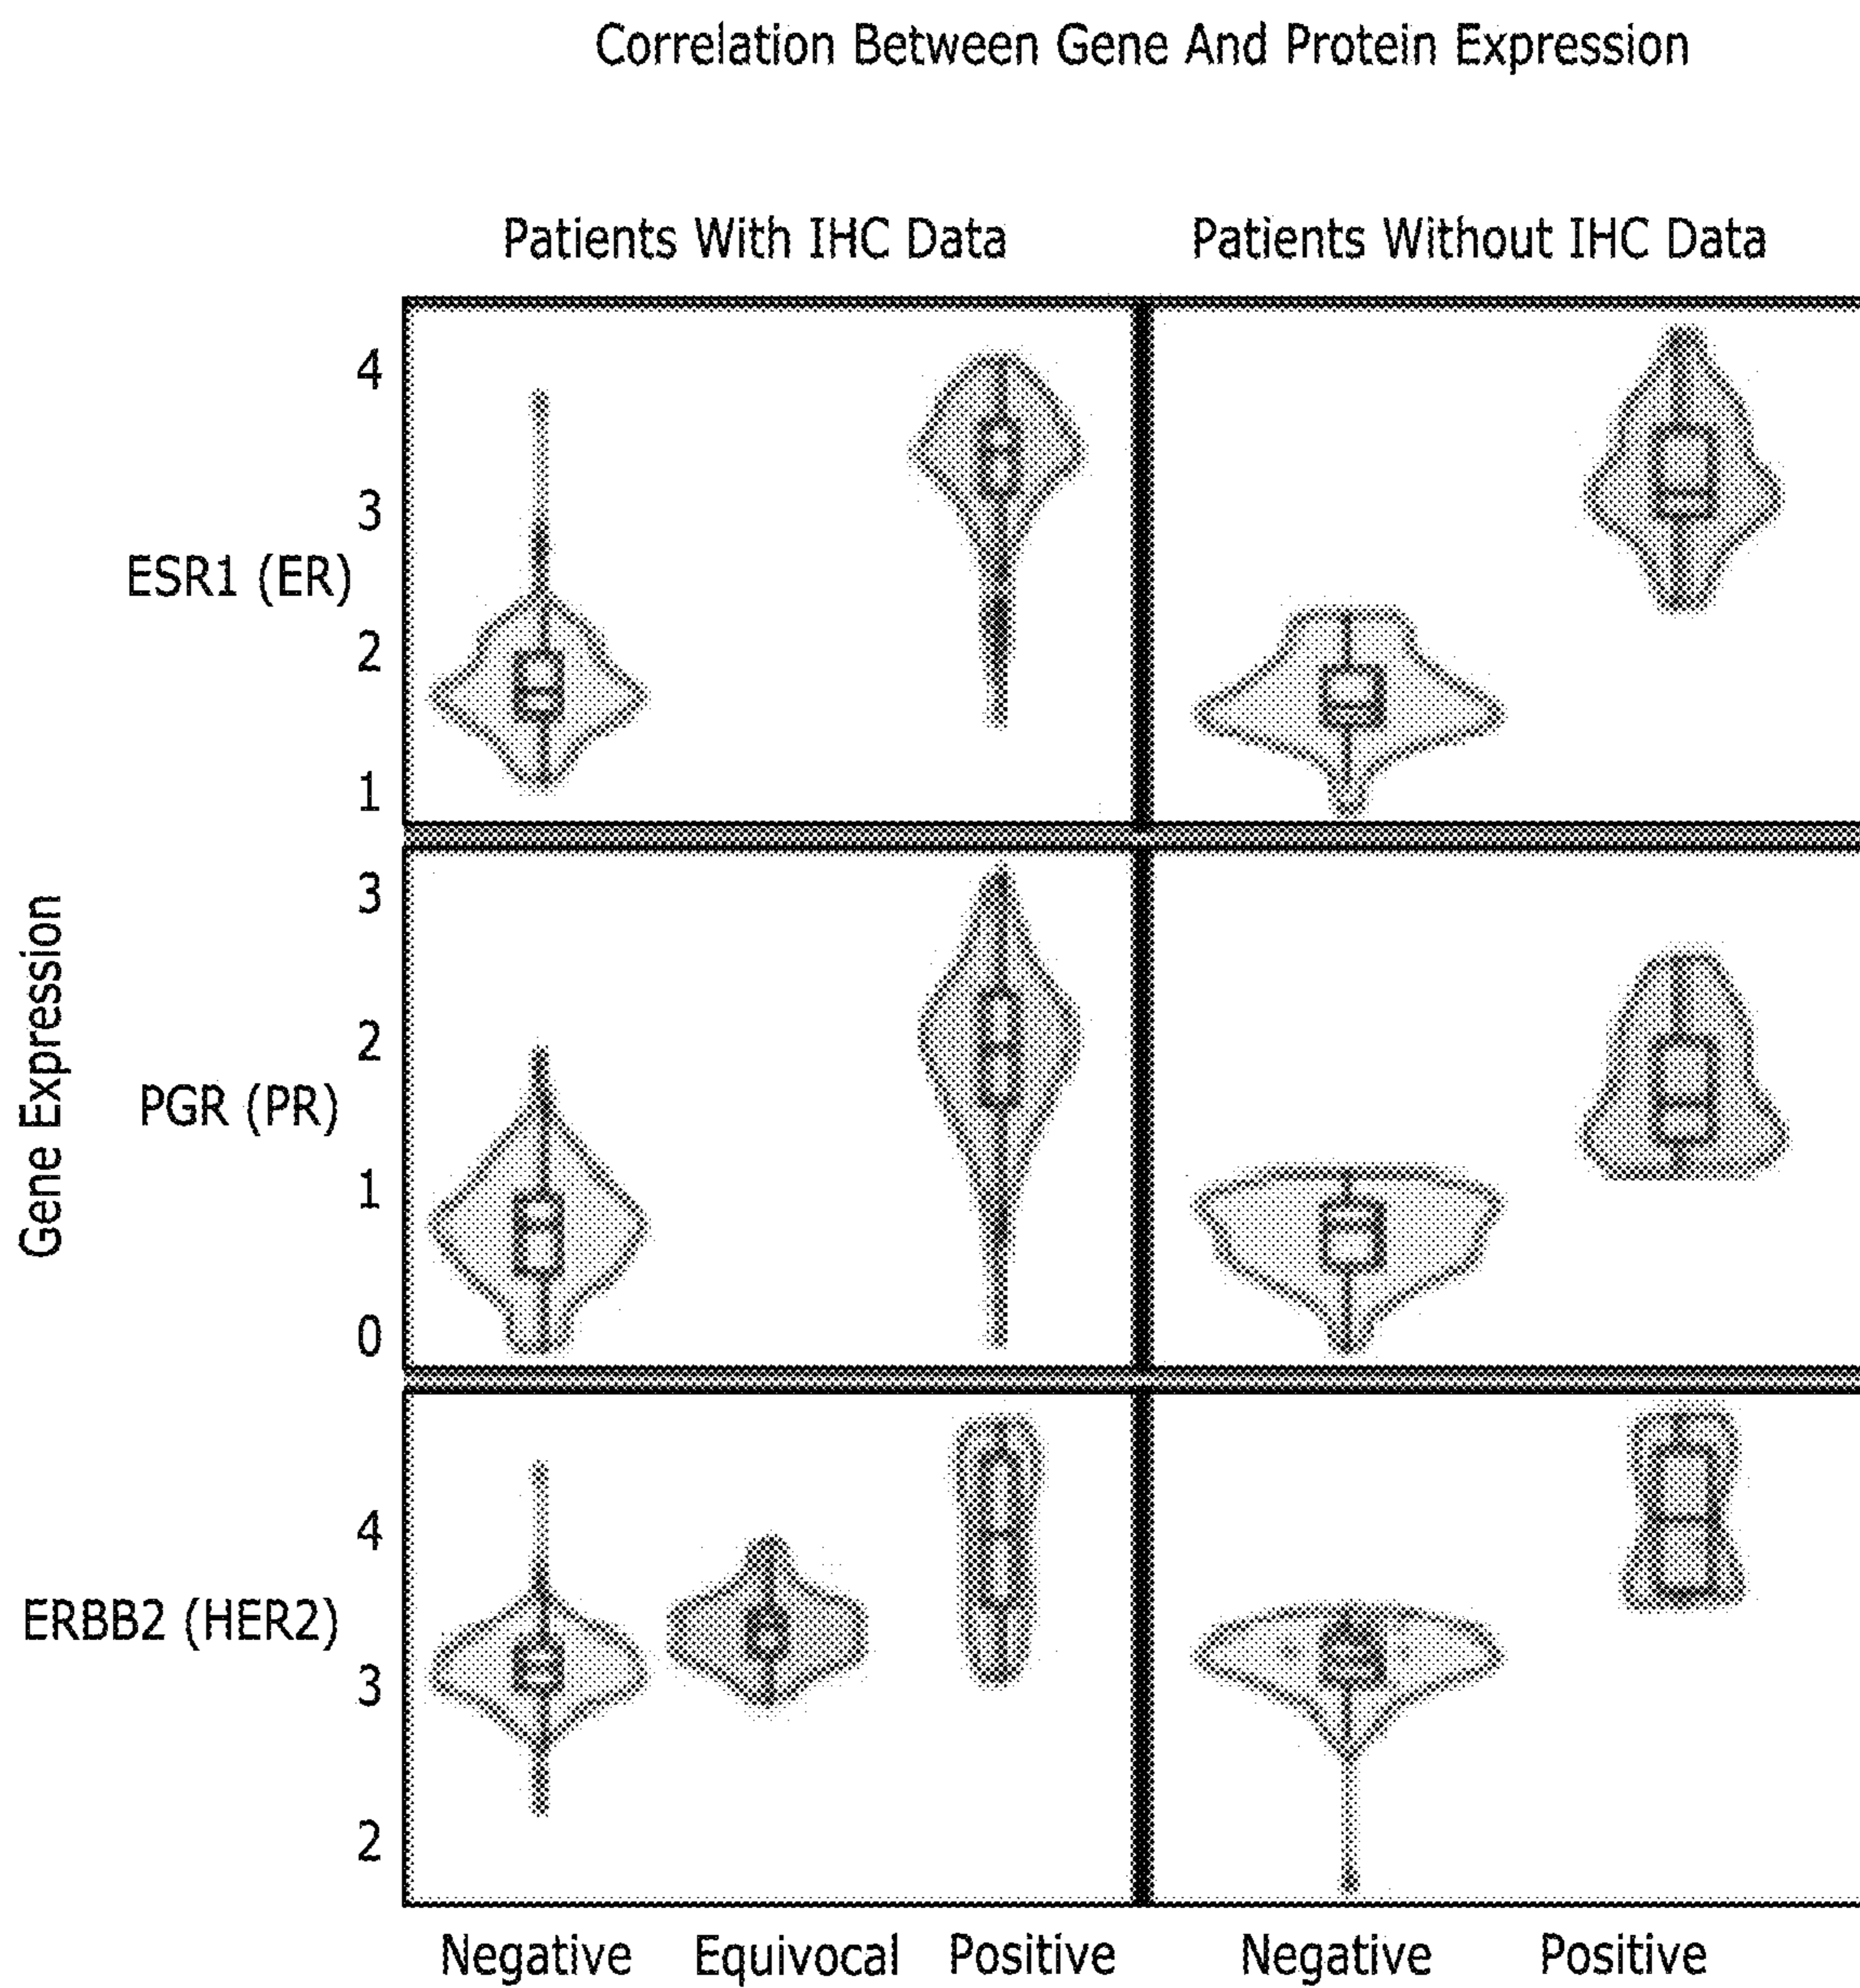 Correlation Between Gene And Protein Expression
Patients With IHC Data
Patients Without IHC Data
Gene Expression
ESR1 (ER)
4
3
2
1
PGR (PR)
3
2
1
0
ERBB2 (HER2)
4
3
2
Negative Equivocal Positive Negative Positive